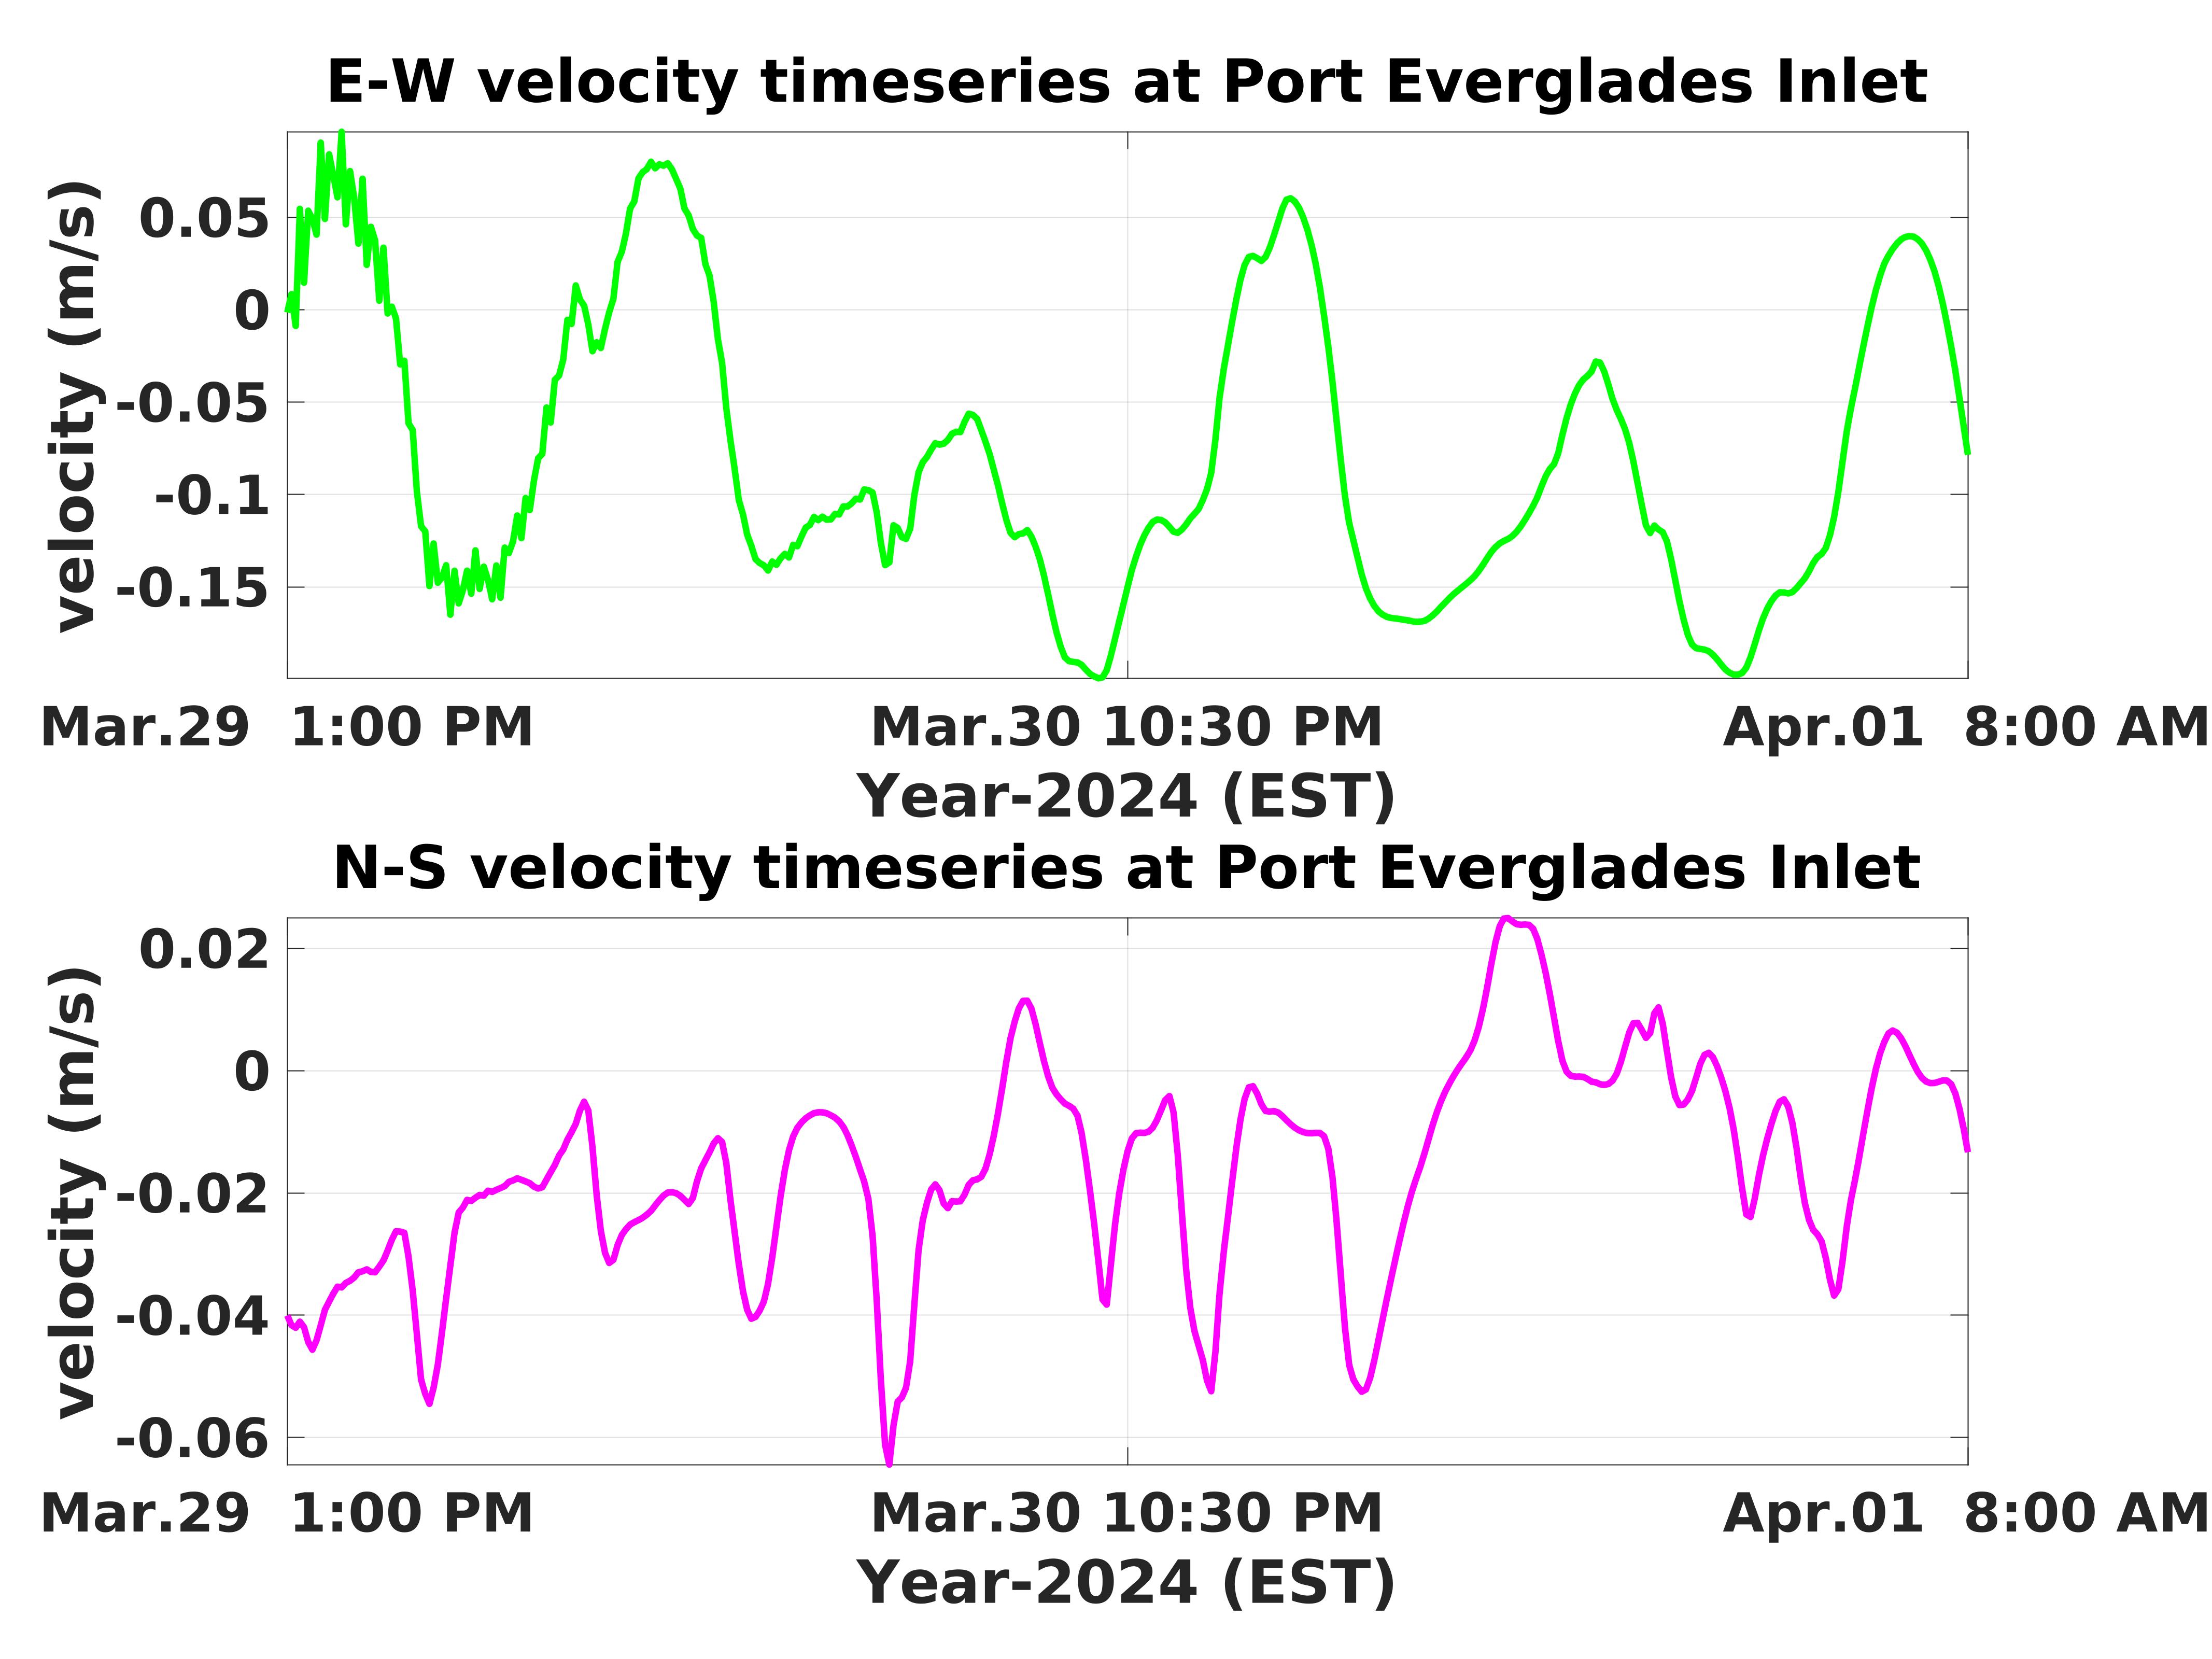 E-W velocity timeseries at Port Everglades Inlet
velocity (m/s)
0.05
0
-0.05
-0.1
-0.15
Mar.29  1:00 PM Mar.30 10:30 PM Apr.01  8:00 AM
Year-2024 (EST)
N-S velocity timeseries at Port Everglades Inlet
velocity (m/s)
0.02
0
-0.02
-0.04
-0.06
Mar.29  1:00 PM Mar.30 10:30 PM Apr.01  8:00 AM
Year-2024 (EST)